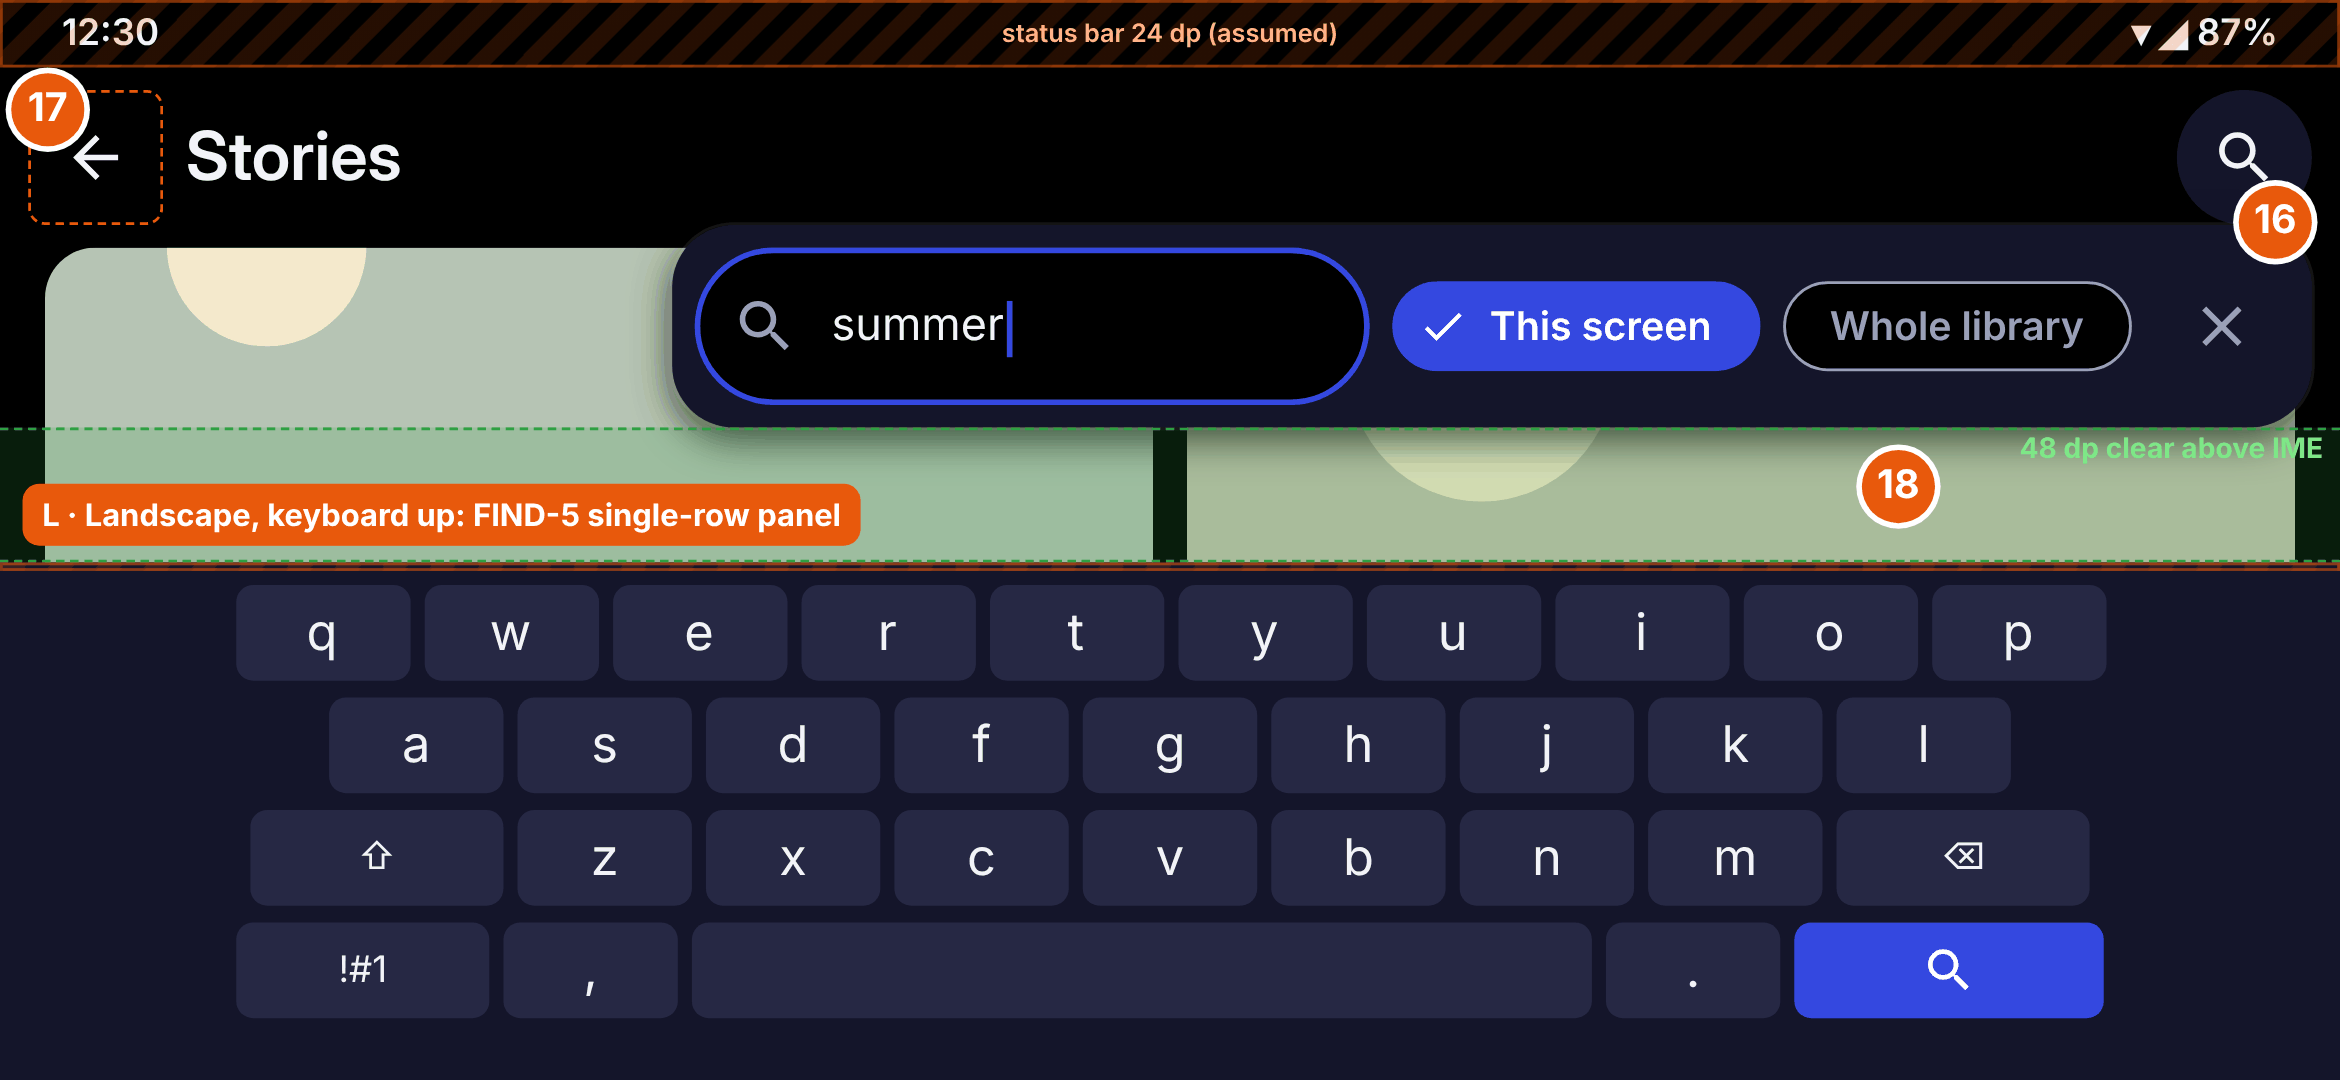 12:30
status bar 24 dp (assumed)
87%
17
Stories
16
summer
This screen
Whole library
48 dp clear above IME
18
L · Landscape, keyboard up: FIND-5 single-row panel
q w e r t y u i o p
a s d f g h j k l
z x c v b n m
!#1 , .